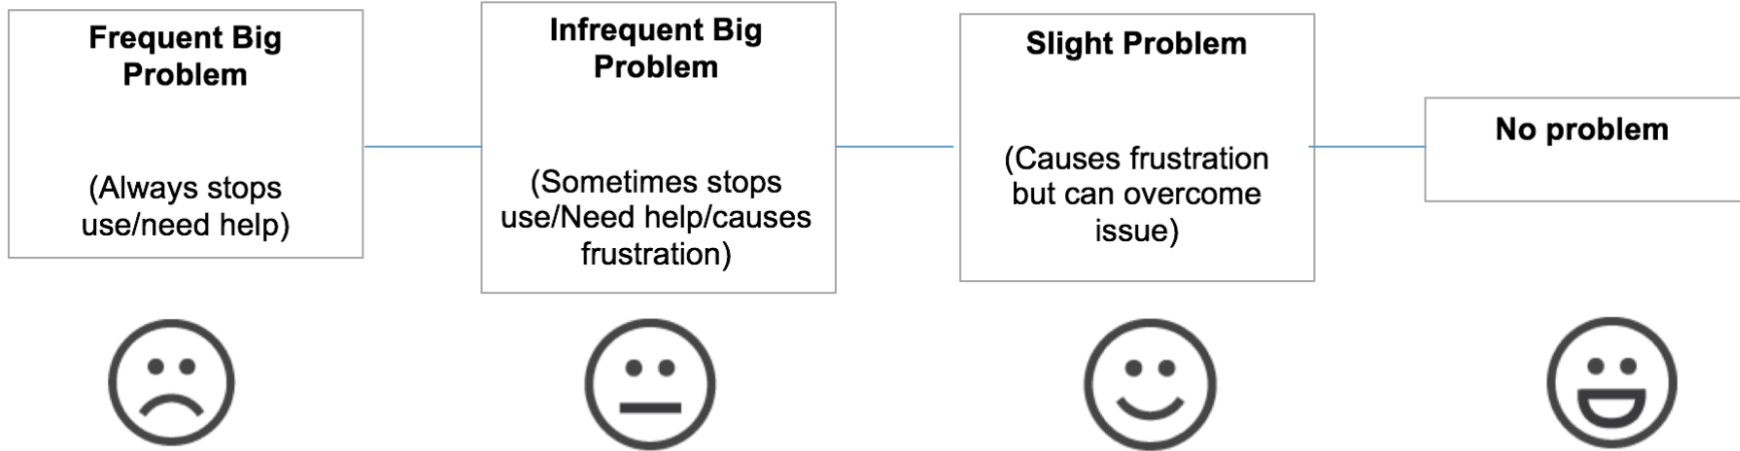 Frequent Big
Problem
(Always stops
use/need help)
Infrequent Big
Problem
(Sometimes stops
use/Need help/causes
frustration)
Slight Problem
(Causes frustration
but can overcome
issue)
No problem